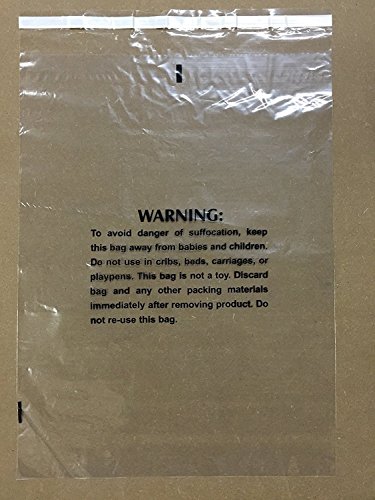 WARNING:
To avoid danger of suffocation, keep
this bag away from babies and children.
Do not use in cribs, beds, carriages, or
playpens. This bag is not a toy. Discard
bag and any other packing materials
immediately after removing product. Do
not re-use this bag.